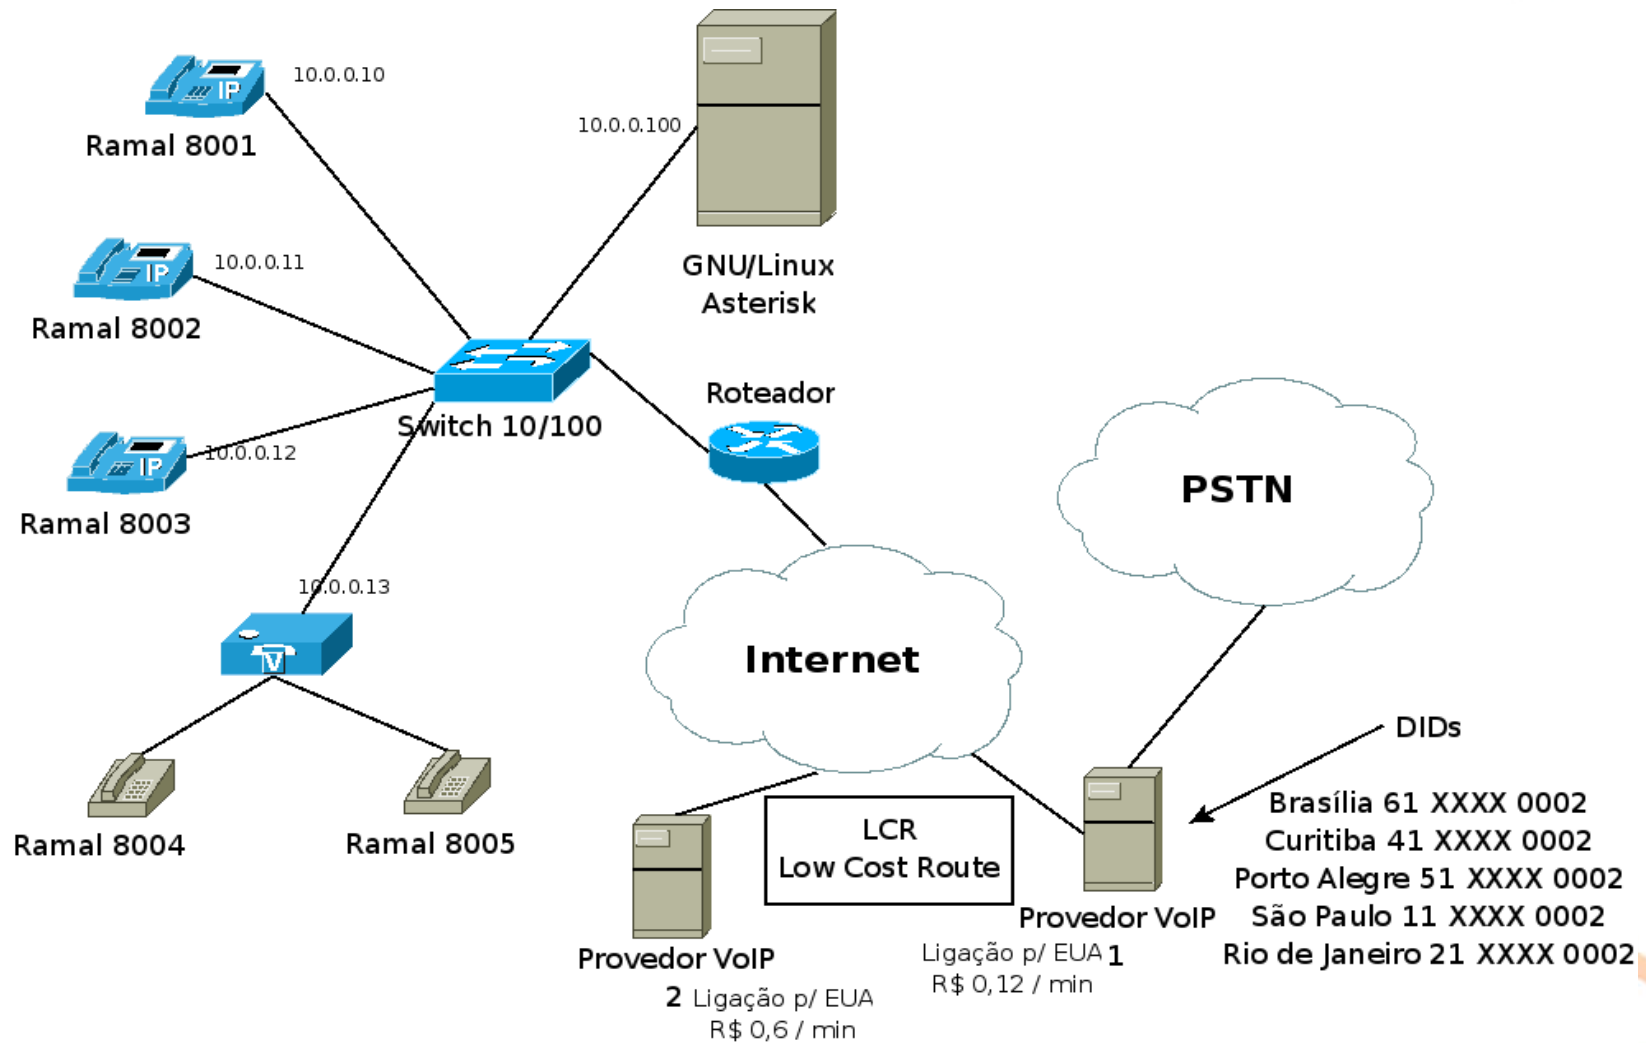 10.0.0.10
IP
Ramal 8001
10.0.0.100
GNU/Linux
Asterisk
10.0.0.11
IP
Ramal 8002
Switch 10/100
10.0.0.12
IP
Ramal 8003
Roteador
PSTN
10.0.0.13
V
Internet
Ramal 8004
Ramal 8005
LCR
Low Cost Route
DIDs
Brasília 61 XXXX 0002
Curitiba 41 XXXX 0002
Porto Alegre 51 XXXX 0002
São Paulo 11 XXXX 0002
Rio de Janeiro 21 XXXX 0002
Provedor VoIP
1
Ligação p/ EUA
R$ 0,12 / min
Provedor VoIP
2
Ligação p/ EUA
R$ 0,6 / min